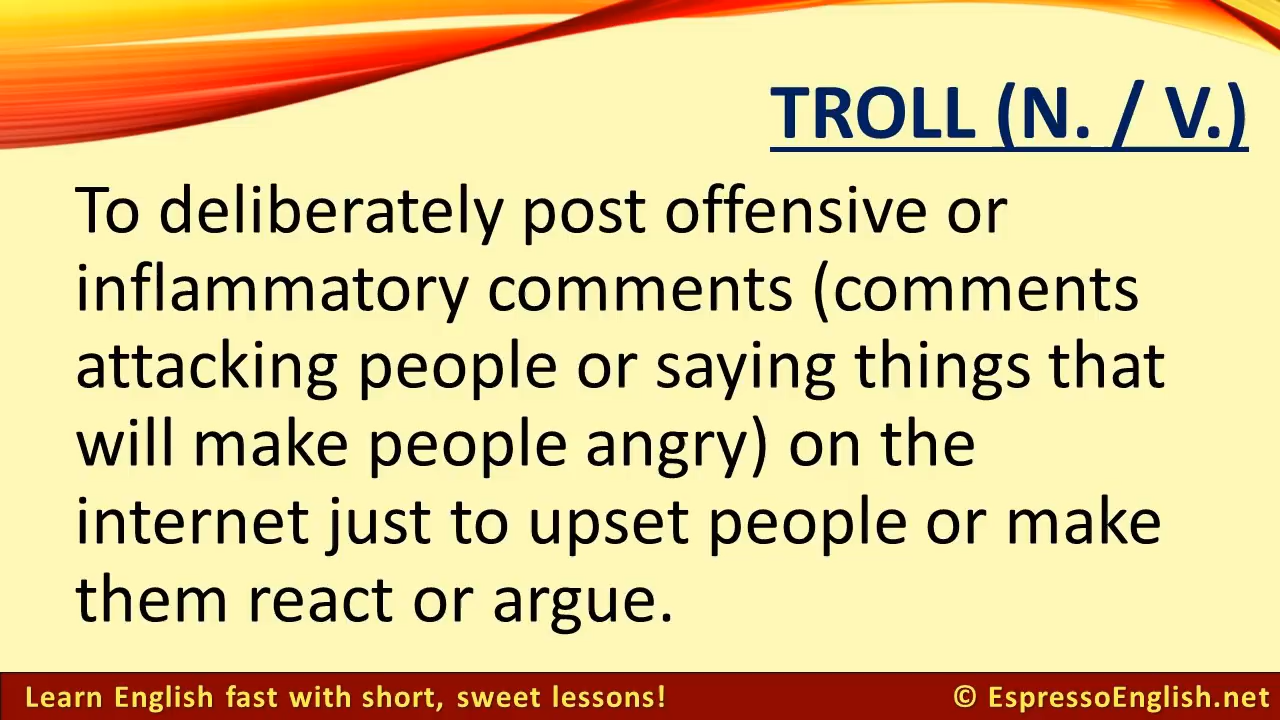 TROLL (N. / V.)
To deliberately post offensive or
inflammatory comments (comments
attacking people or saying things that
will make people angry) on the
internet just to upset people or make
them react or argue.
Learn English fast with short, sweet lessons!
© EspressoEnglish.net